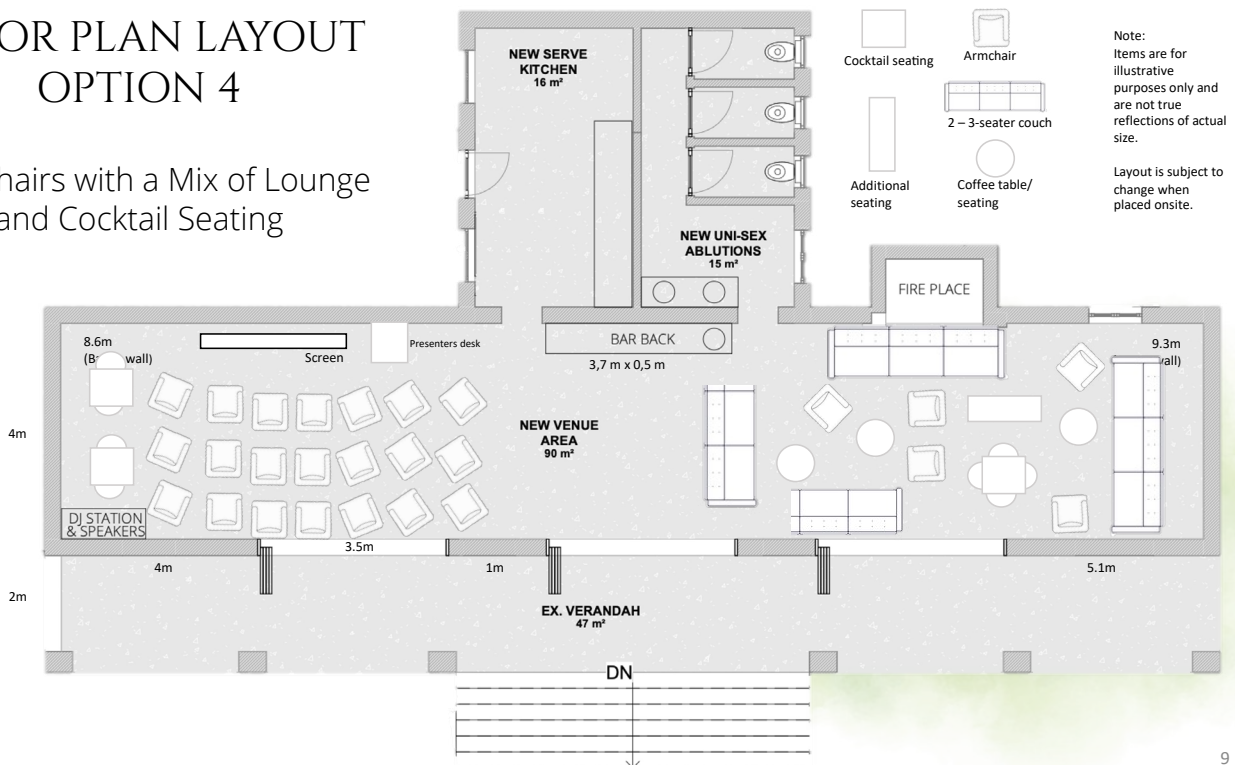 OR PLAN LAYOUT
OPTION 4
hairs with a Mix of Lounge
and Cocktail Seating
NEW SERVE
KITCHEN
16 m²
NEW UNI-SEX
ABLUTIONS
15 m²
Cocktail seating
Armchair
2 – 3-seater couch
Additional
seating
Coffee table/
seating
Note:
Items are for
illustrative
purposes only and
are not true
reflections of actual
size.
Layout is subject to
change when
placed onsite.
FIRE PLACE
8.6m
wall)
Screen
Presenters desk
BAR BACK
3,7 m x 0,5 m
9.3m
4m
NEW VENUE
AREA
90 m²
DJ STATION
& SPEAKERS
3.5m
4m
1m
5.1m
2m
EX. VERANDAH
47 m²
DN
9